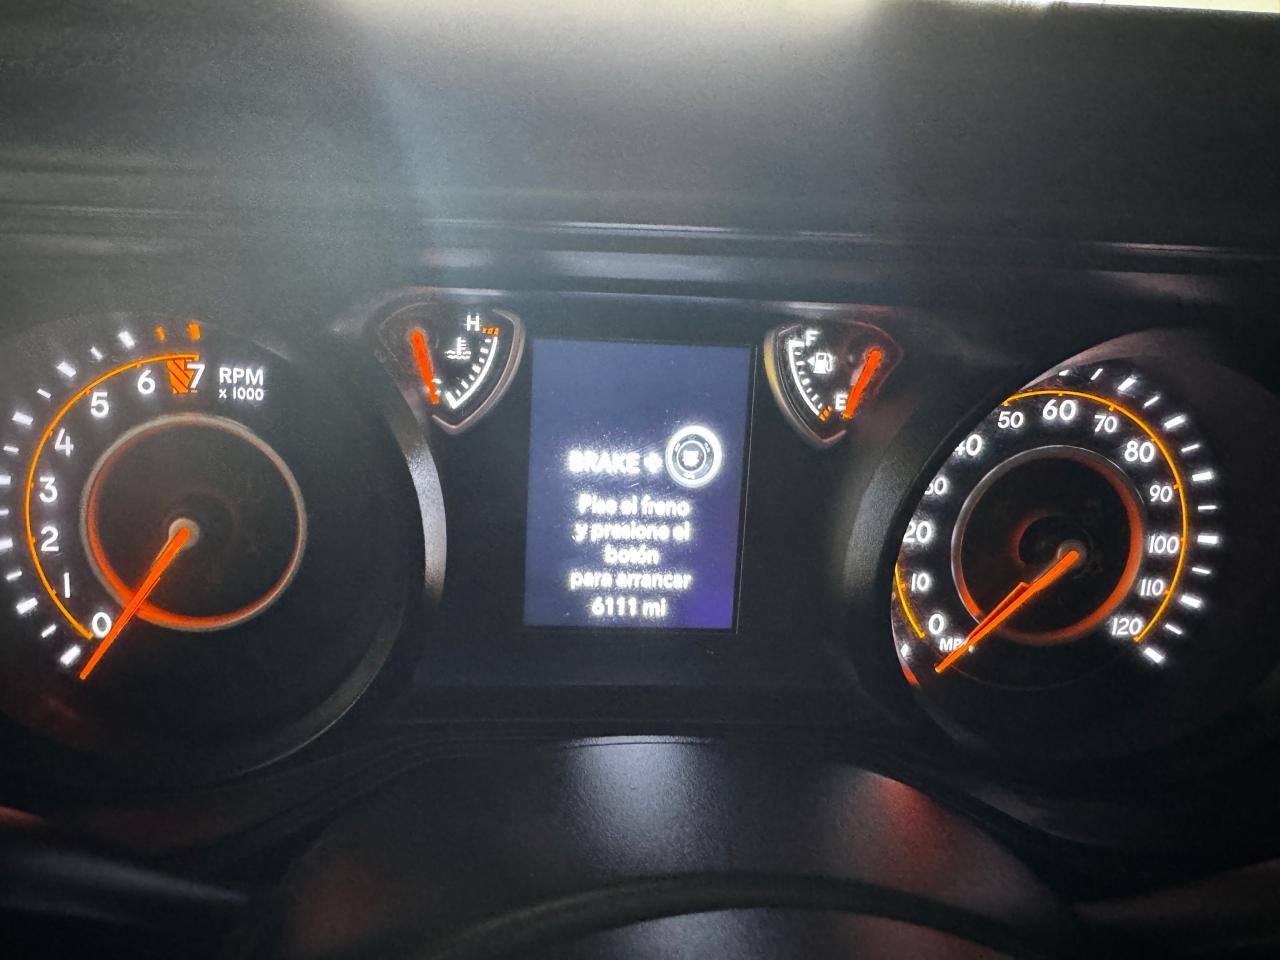 7
6
5
4
3
2
1
0
RPM
x 1000
H
C
BRAKE +
Pise el freno
y presione el
botón
para arrancar
6111 mi
F
E
0
10
20
30
40
50
60
70
80
90
100
110
120